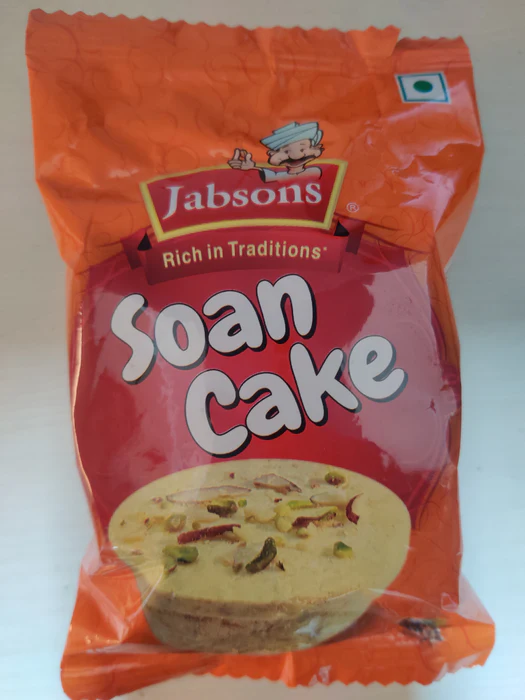 Jabsons®
Rich in Traditions*
Soan
Cake